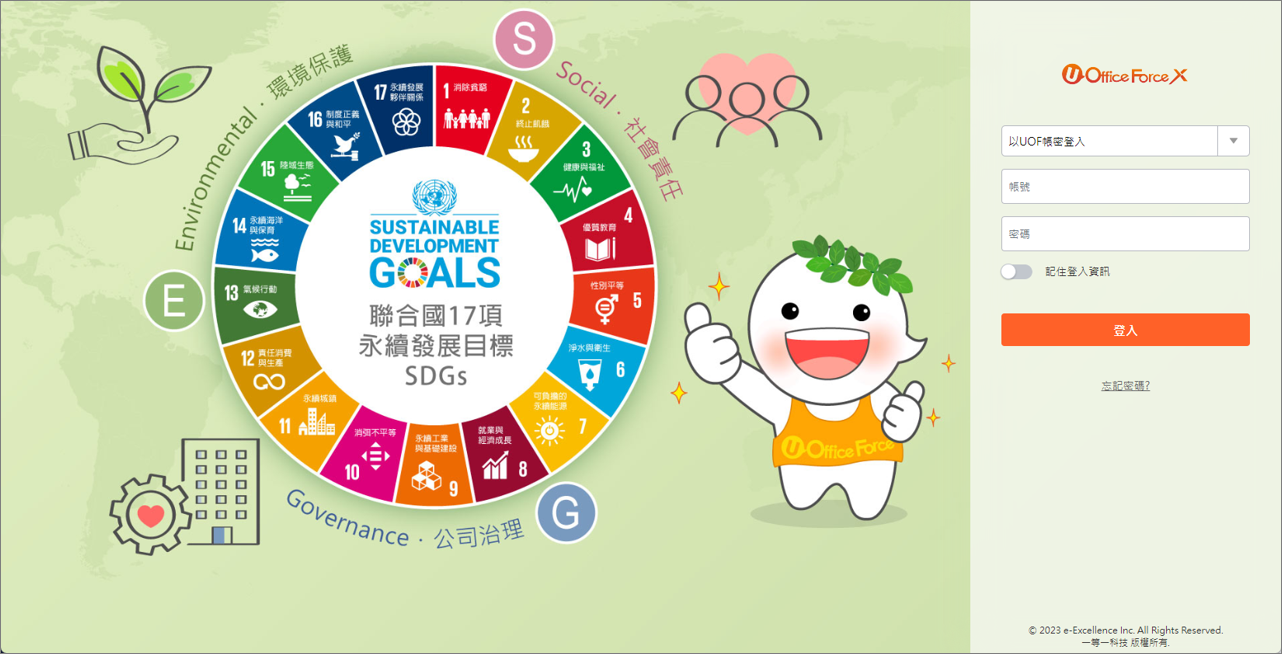 S
Social · 社會責任
Environmental · 環境保護
E
Governance · 公司治理
G
1 消除貧窮
2 終止飢餓
3 健康與福祉
4 優質教育
5 性別平等
6 淨水與衛生
7 可負擔的
永續能源
8 就業與
經濟成長
9 永續工業
與基礎建設
10 消弭不平等
11 永續城鎮
12 責任消費
與生產
13 氣候行動
14 永續海洋
與保育
15 陸域生態
16 制度正義
與和平
17 永續發展
夥伴關係
SUSTAINABLE
DEVELOPMENT
GOALS
聯合國17項
永續發展目標
SDGs
U-Office Force
U-Office Force X
以UOF帳密登入
帳號
密碼
記住登入資訊
登入
忘記密碼?
© 2023 e-Excellence Inc. All Rights Reserved.
一等一科技 版權所有.